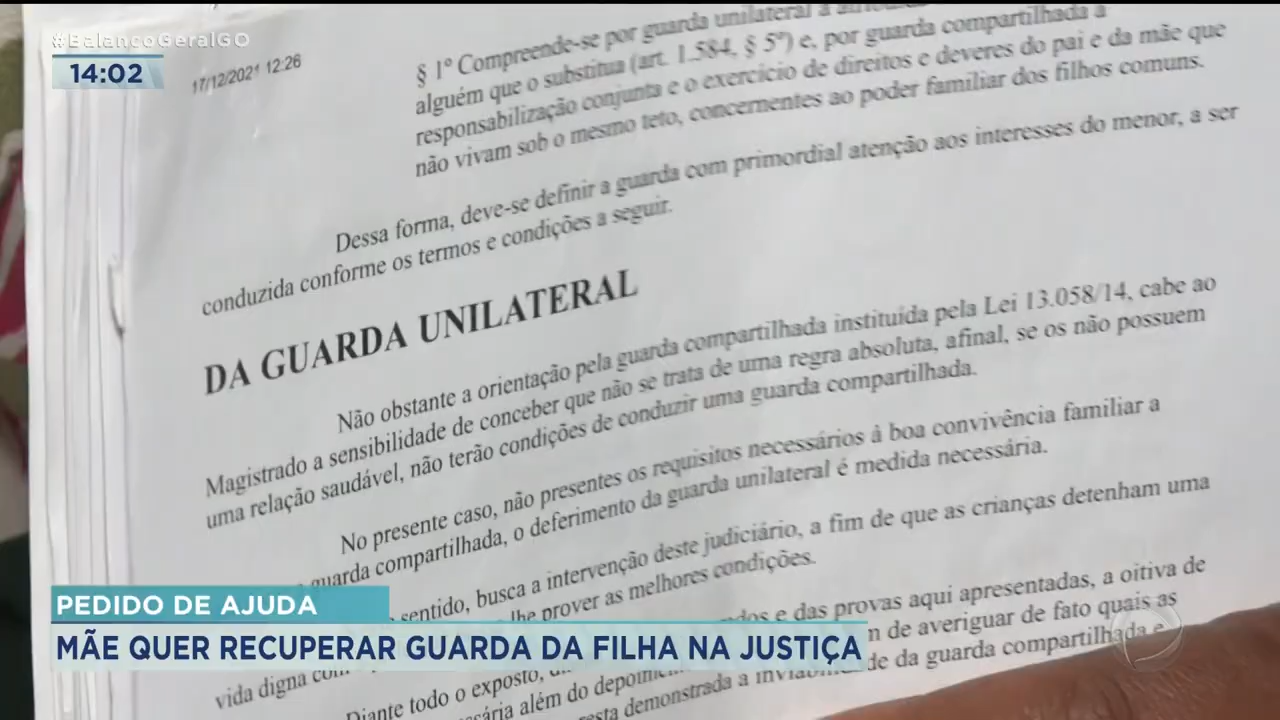 #BalançoGeralGO
14:02
17/12/2021 12:26
§ 1º Compreende-se por guarda unilateral a
alguém que o substitua (art. 1.584, § 5º) e, por guarda compartilhada a
responsabilização conjunta e o exercício de direitos e deveres do pai e da mãe que
não vivam sob o mesmo teto, concernentes ao poder familiar dos filhos comuns.
Dessa forma, deve-se definir a guarda com primordial atenção aos interesses do menor, a ser
conduzida conforme os termos e condições a seguir.
DA GUARDA UNILATERAL
Não obstante a orientação pela guarda compartilhada instituída pela Lei 13.058/14, cabe ao
Magistrado a sensibilidade de conceber que não se trata de uma regra absoluta, afinal, se os não possuem
uma relação saudável, não terão condições de conduzir uma guarda compartilhada.
No presente caso, não presentes os requisitos necessários à boa convivência familiar a
guarda compartilhada, o deferimento da guarda unilateral é medida necessária.
sentido, busca a intervenção deste judiciário, a fim de que as crianças detenham uma
vida digna com
prover as melhores condições.
Diante todo o exposto,
e das provas aqui apresentadas, a oitiva de
além do
de averiguar de fato quais as
demonstrada a
da guarda compartilhada e
PEDIDO DE AJUDA
MÃE QUER RECUPERAR GUARDA DA FILHA NA JUSTIÇA